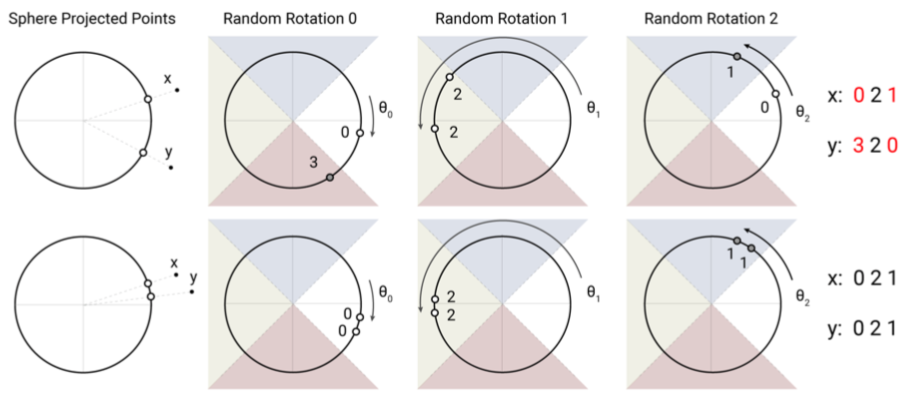 Sphere Projected Points
Random Rotation 0
Random Rotation 1
Random Rotation 2
x
y
0
3
θ0
2
2
θ1
1
0
θ2
x: 0 2 1
y: 3 2 0
x
y
0
0
θ0
2
2
θ1
1
1
θ2
x: 0 2 1
y: 0 2 1